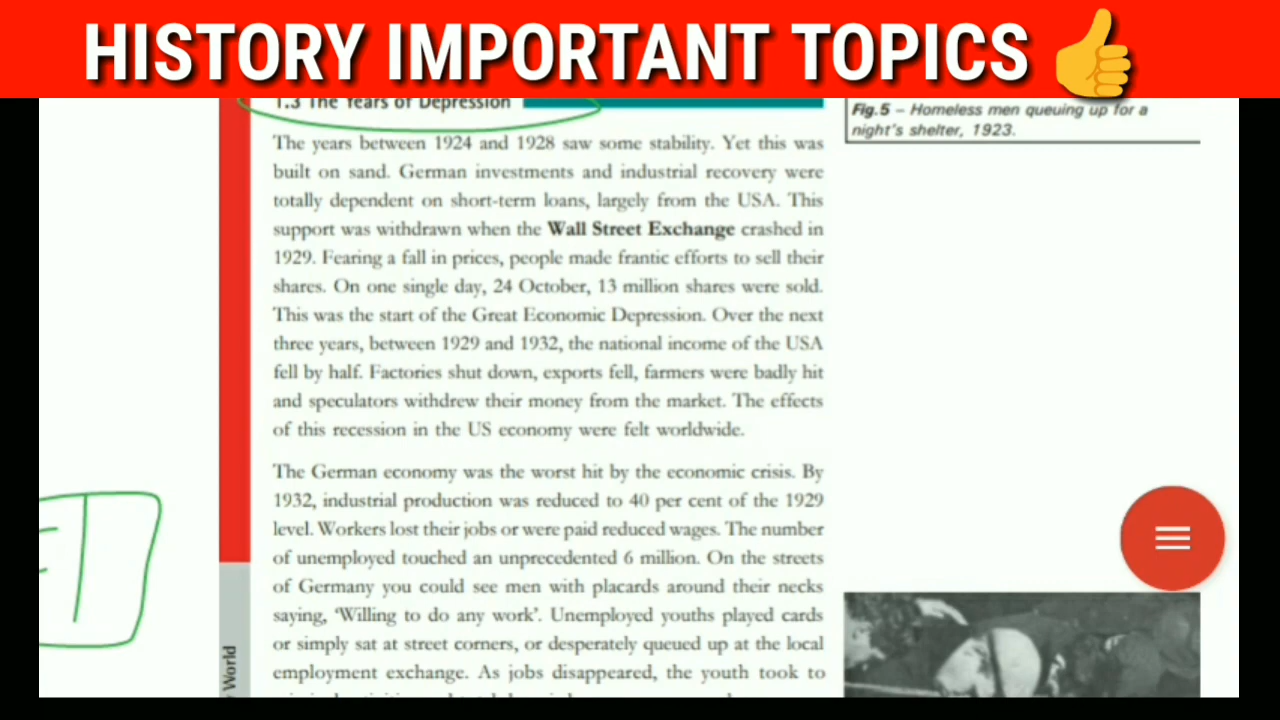 HISTORY IMPORTANT TOPICS
1.3 The Years of Depression
The years between 1924 and 1928 saw some stability. Yet this was
built on sand. German investments and industrial recovery were
totally dependent on short-term loans, largely from the USA. This
support was withdrawn when the Wall Street Exchange crashed in
1929. Fearing a fall in prices, people made frantic efforts to sell their
shares. On one single day, 24 October, 13 million shares were sold.
This was the start of the Great Economic Depression. Over the next
three years, between 1929 and 1932, the national income of the USA
fell by half. Factories shut down, exports fell, farmers were badly hit
and speculators withdrew their money from the market. The effects
of this recession in the US economy were felt worldwide.
The German economy was the worst hit by the economic crisis. By
1932, industrial production was reduced to 40 per cent of the 1929
level. Workers lost their jobs or were paid reduced wages. The number
of unemployed touched an unprecedented 6 million. On the streets
of Germany you could see men with placards around their necks
saying, ‘Willing to do any work’. Unemployed youths played cards
or simply sat at street corners, or desperately queued up at the local
employment exchange. As jobs disappeared, the youth took to
Fig.5 – Homeless men queuing up for a
night's shelter, 1923.
World